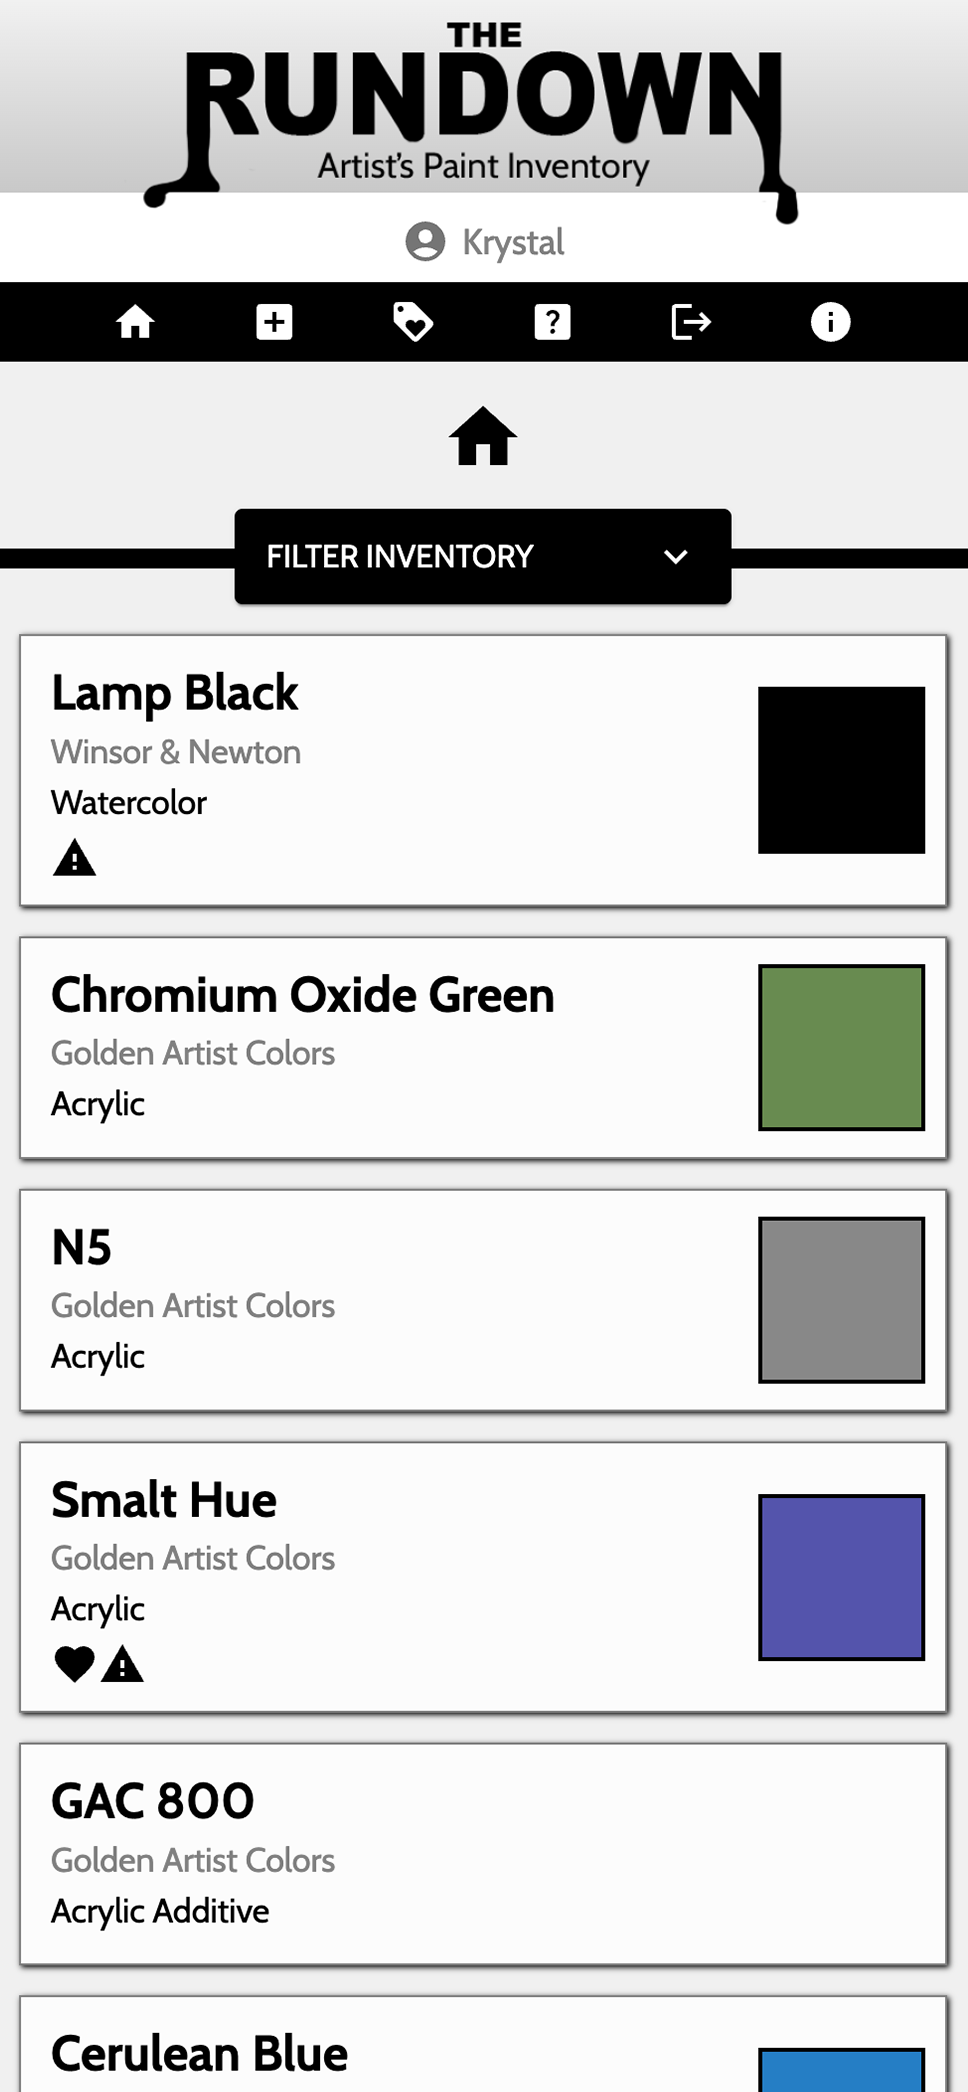 THE
RUNDOWN
Artist's Paint Inventory
Krystal
FILTER INVENTORY
Lamp Black
Winsor & Newton
Watercolor
Chromium Oxide Green
Golden Artist Colors
Acrylic
N5
Golden Artist Colors
Acrylic
Smalt Hue
Golden Artist Colors
Acrylic
GAC 800
Golden Artist Colors
Acrylic Additive
Cerulean Blue